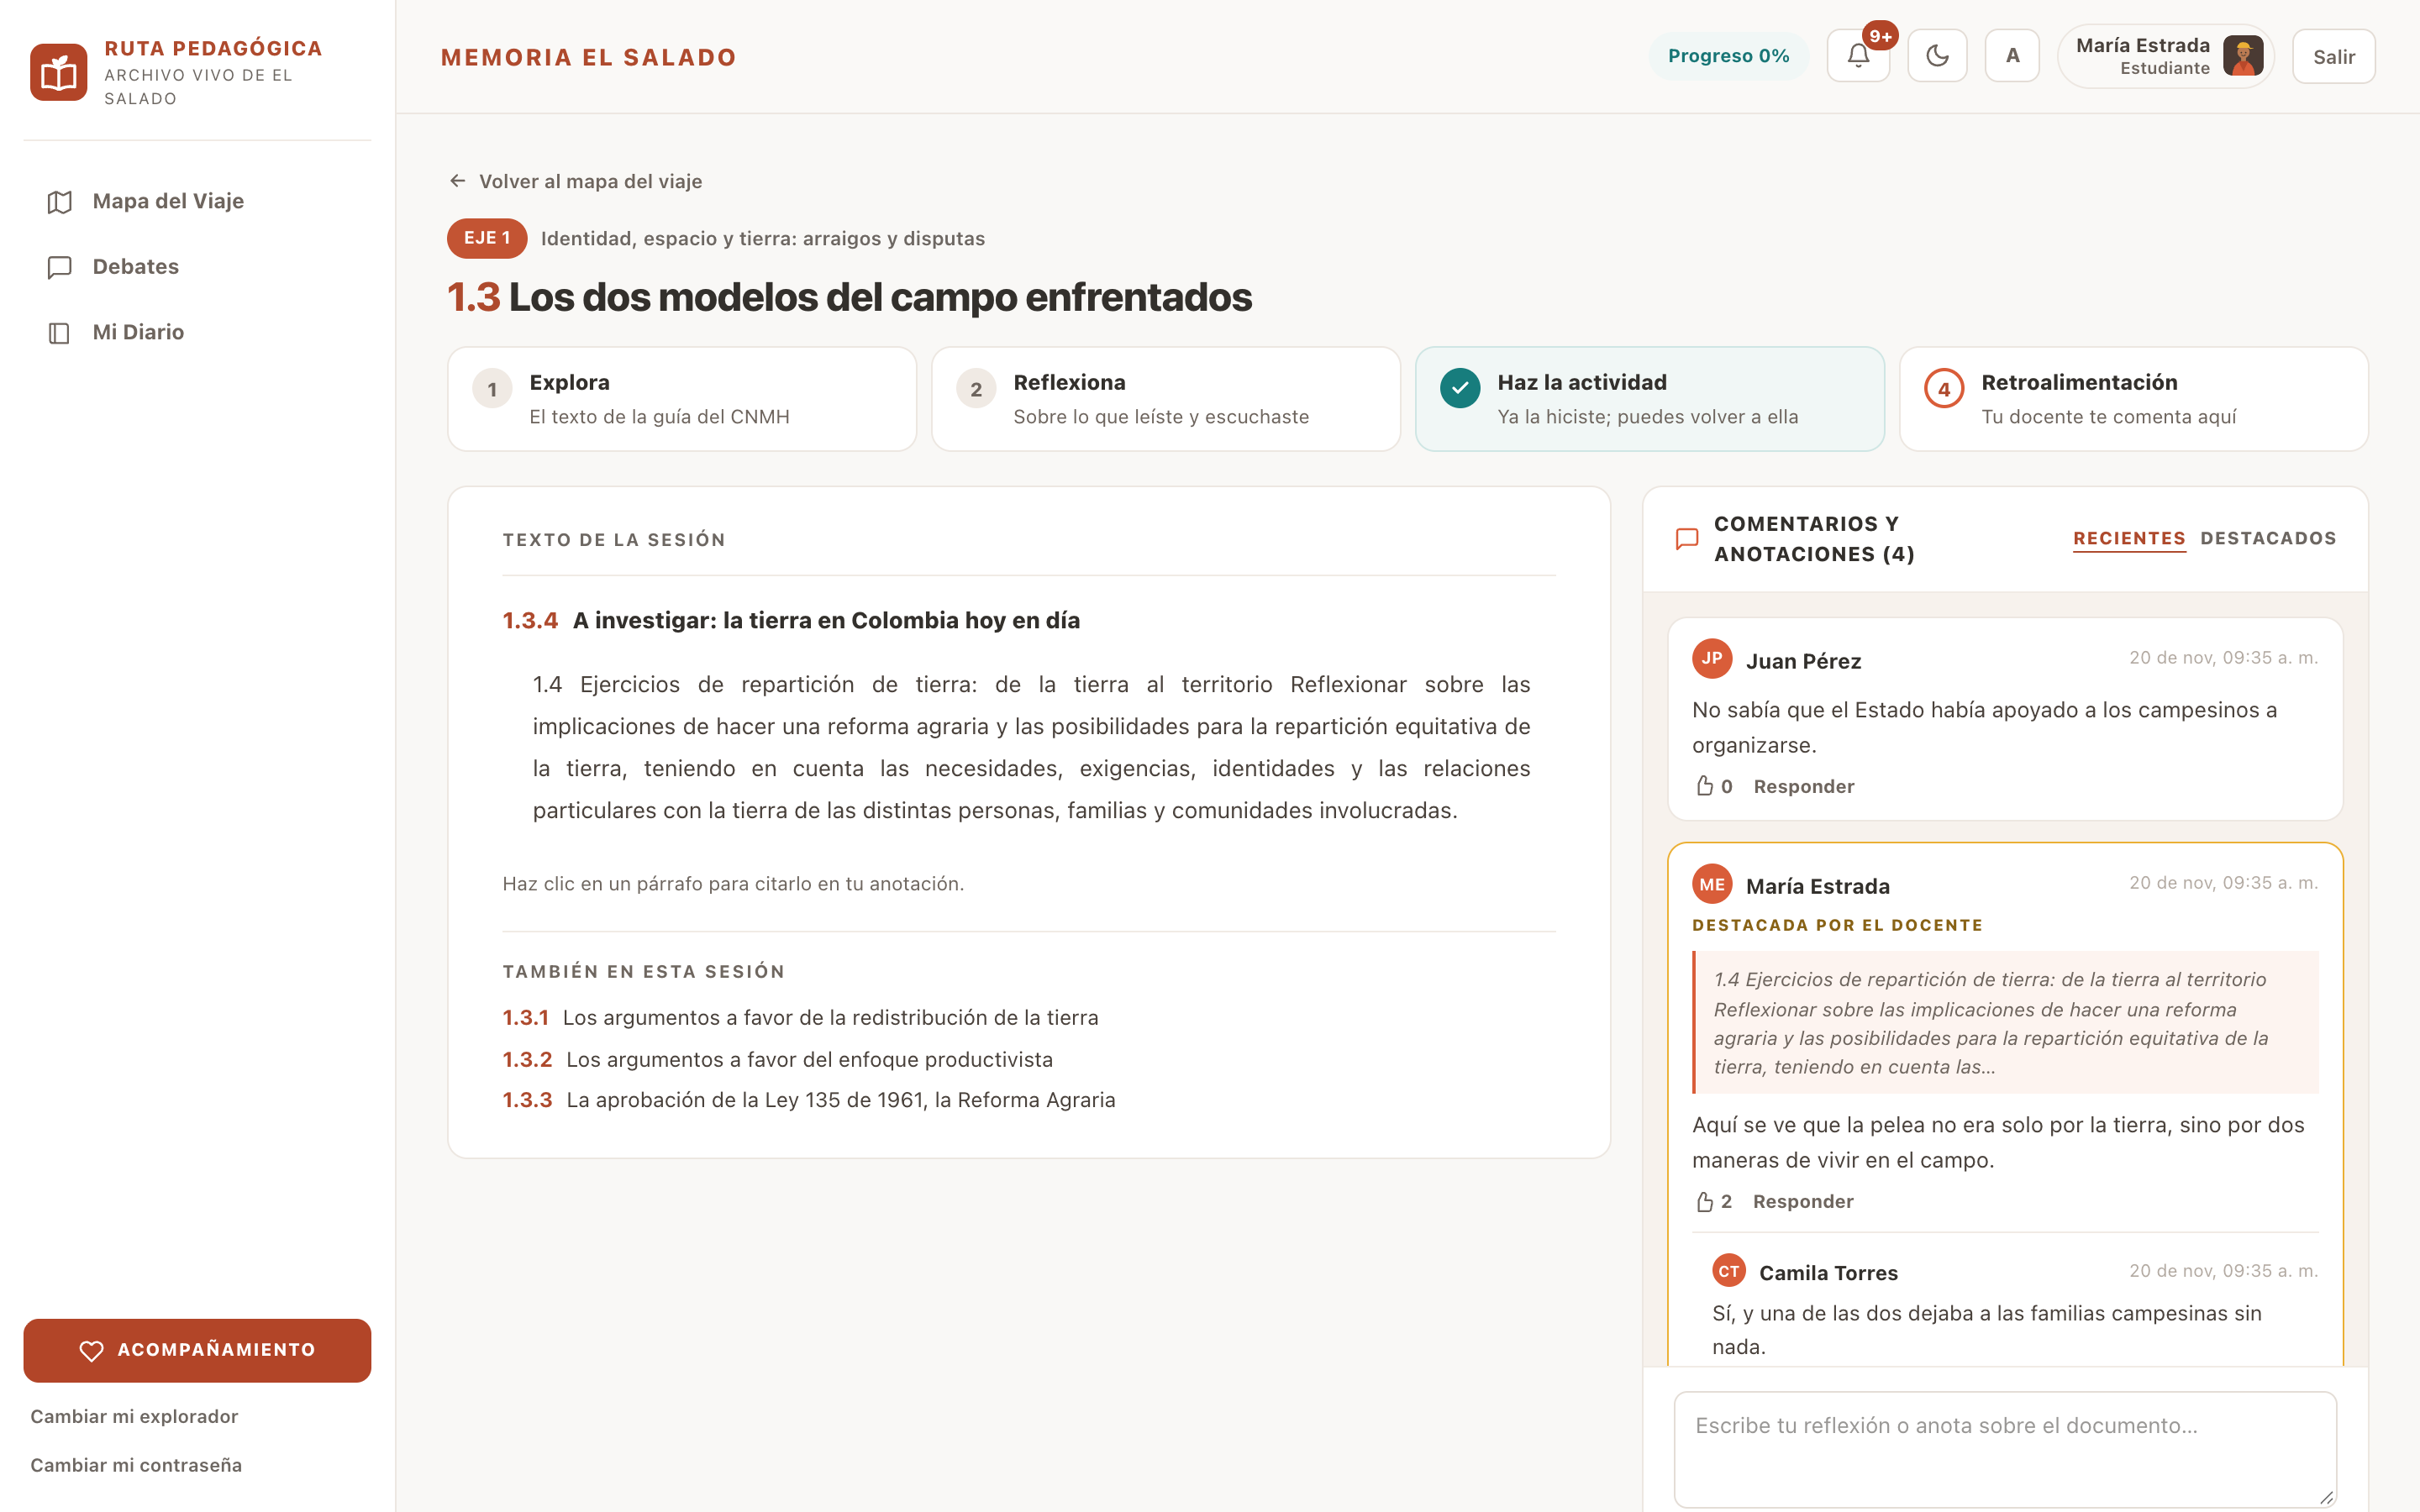 RUTA PEDAGÓGICA
ARCHIVO VIVO DE EL
SALADO
Mapa del Viaje
Debates
Mi Diario
ACOMPAÑAMIENTO
Cambiar mi explorador
Cambiar mi contraseña
MEMORIA EL SALADO
Progreso 0%
9+
A
María Estrada
Estudiante
Salir
← Volver al mapa del viaje
EJE 1 Identidad, espacio y tierra: arraigos y disputas
1.3 Los dos modelos del campo enfrentados
1 Explora
El texto de la guía del CNMH
2 Reflexiona
Sobre lo que leíste y escuchaste
Haz la actividad
Ya la hiciste; puedes volver a ella
4 Retroalimentación
Tu docente te comenta aquí
TEXTO DE LA SESIÓN
1.3.4 A investigar: la tierra en Colombia hoy en día
1.4 Ejercicios de repartición de tierra: de la tierra al territorio Reflexionar sobre las
implicaciones de hacer una reforma agraria y las posibilidades para la repartición equitativa de
la tierra, teniendo en cuenta las necesidades, exigencias, identidades y las relaciones
particulares con la tierra de las distintas personas, familias y comunidades involucradas.
Haz clic en un párrafo para citarlo en tu anotación.
TAMBIÉN EN ESTA SESIÓN
1.3.1 Los argumentos a favor de la redistribución de la tierra
1.3.2 Los argumentos a favor del enfoque productivista
1.3.3 La aprobación de la Ley 135 de 1961, la Reforma Agraria
COMENTARIOS Y
ANOTACIONES (4)
RECIENTES DESTACADOS
JP Juan Pérez 20 de nov, 09:35 a. m.
No sabía que el Estado había apoyado a los campesinos a
organizarse.
0 Responder
ME María Estrada 20 de nov, 09:35 a. m.
DESTACADA POR EL DOCENTE
1.4 Ejercicios de repartición de tierra: de la tierra al territorio
Reflexionar sobre las implicaciones de hacer una reforma
agraria y las posibilidades para la repartición equitativa de la
tierra, teniendo en cuenta las...
Aquí se ve que la pelea no era solo por la tierra, sino por dos
maneras de vivir en el campo.
2 Responder
CT Camila Torres 20 de nov, 09:35 a. m.
Sí, y una de las dos dejaba a las familias campesinas sin
nada.
Escribe tu reflexión o anota sobre el documento...